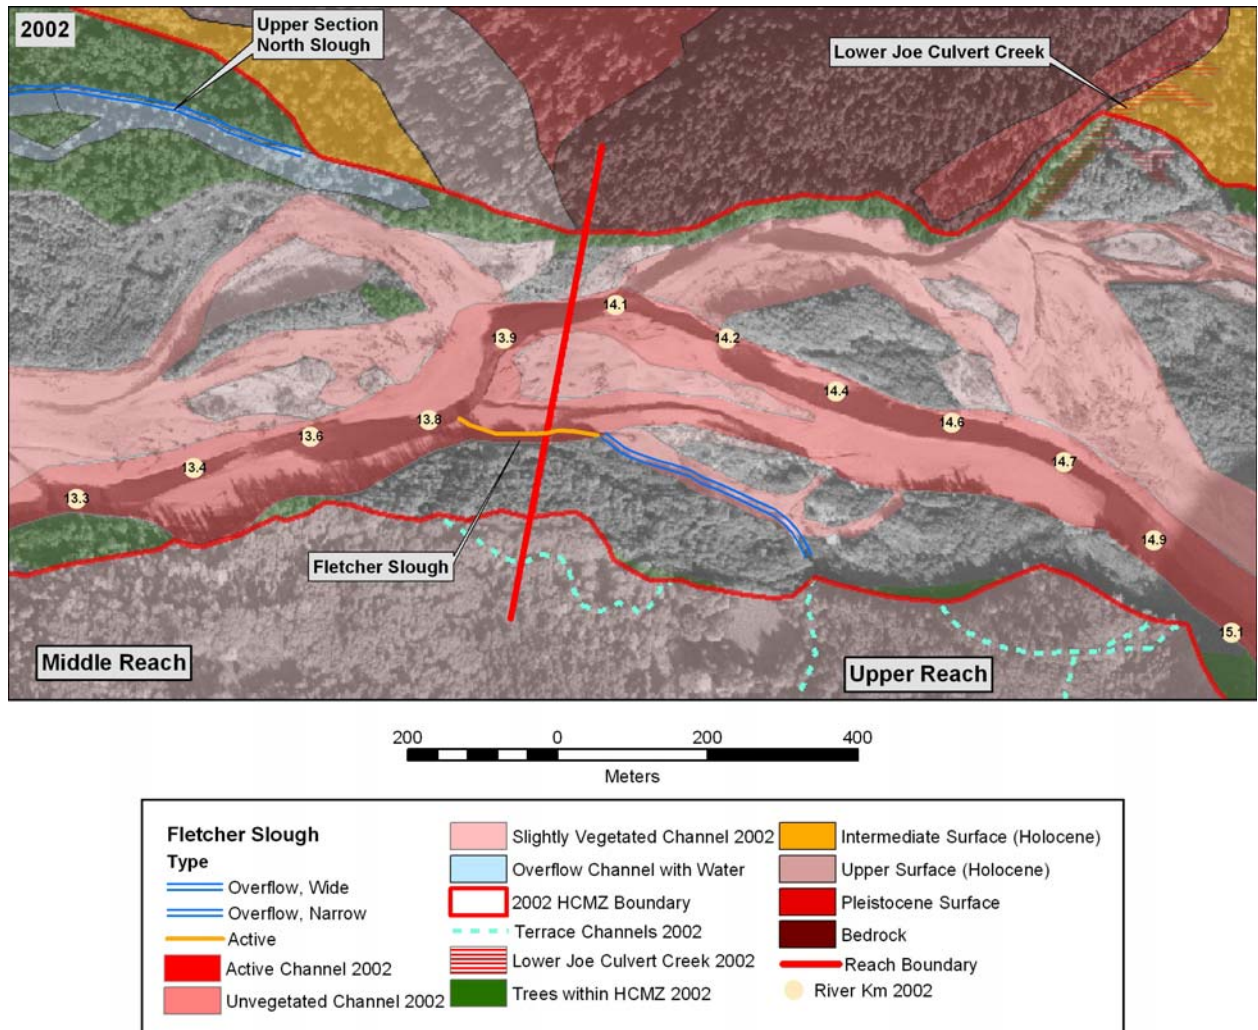 2002
Upper Section
North Slough
Lower Joe Culvert Creek
14.1
13.9
14.2
14.4
13.8
14.6
13.6
14.7
13.4
13.3
14.9
Fletcher Slough
15.1
Middle Reach
Upper Reach
200 0 200 400
Meters
Fletcher Slough
Type
Overflow, Wide
Overflow, Narrow
Active
Active Channel 2002
Unvegetated Channel 2002
Slightly Vegetated Channel 2002
Overflow Channel with Water
2002 HCMZ Boundary
Terrace Channels 2002
Lower Joe Culvert Creek 2002
Trees within HCMZ 2002
Intermediate Surface (Holocene)
Upper Surface (Holocene)
Pleistocene Surface
Bedrock
Reach Boundary
River Km 2002